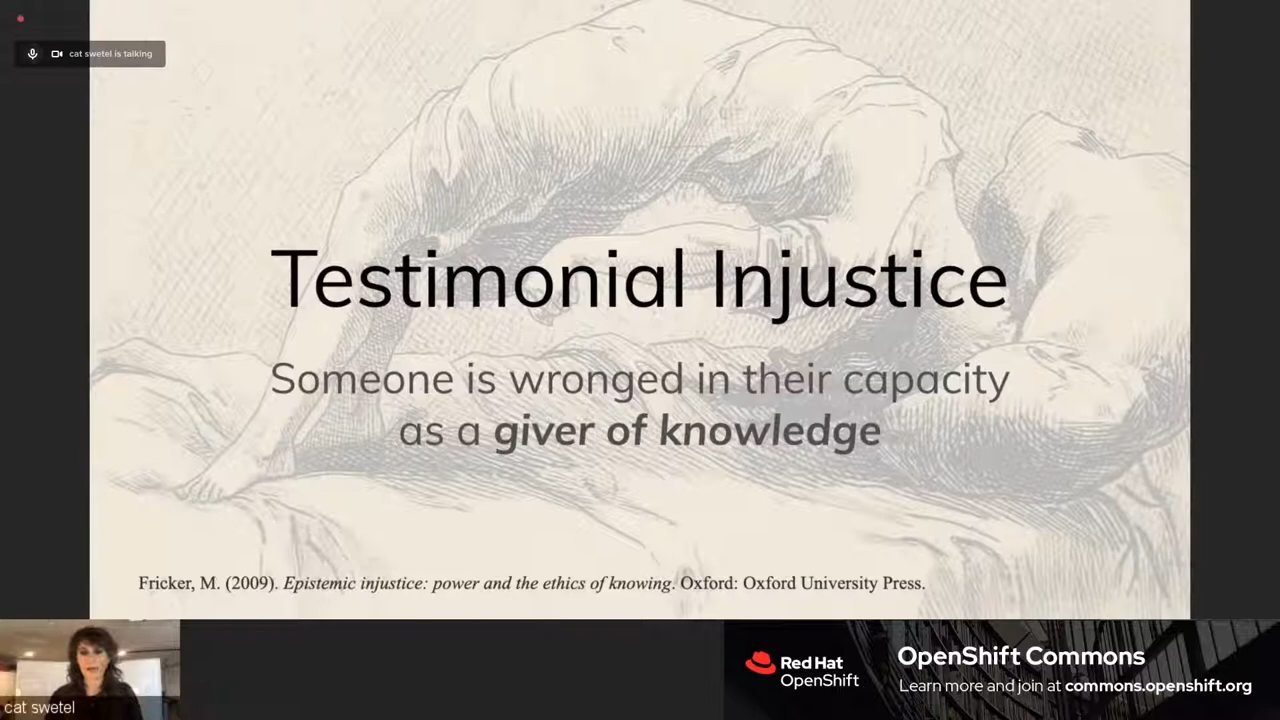 cat swetel is talking
Testimonial Injustice
Someone is wronged in their capacity
as a giver of knowledge
Fricker, M. (2009). Epistemic injustice: power and the ethics of knowing. Oxford: Oxford University Press.
cat swetel
Red Hat
OpenShift
OpenShift Commons
Learn more and join at commons.openshift.org